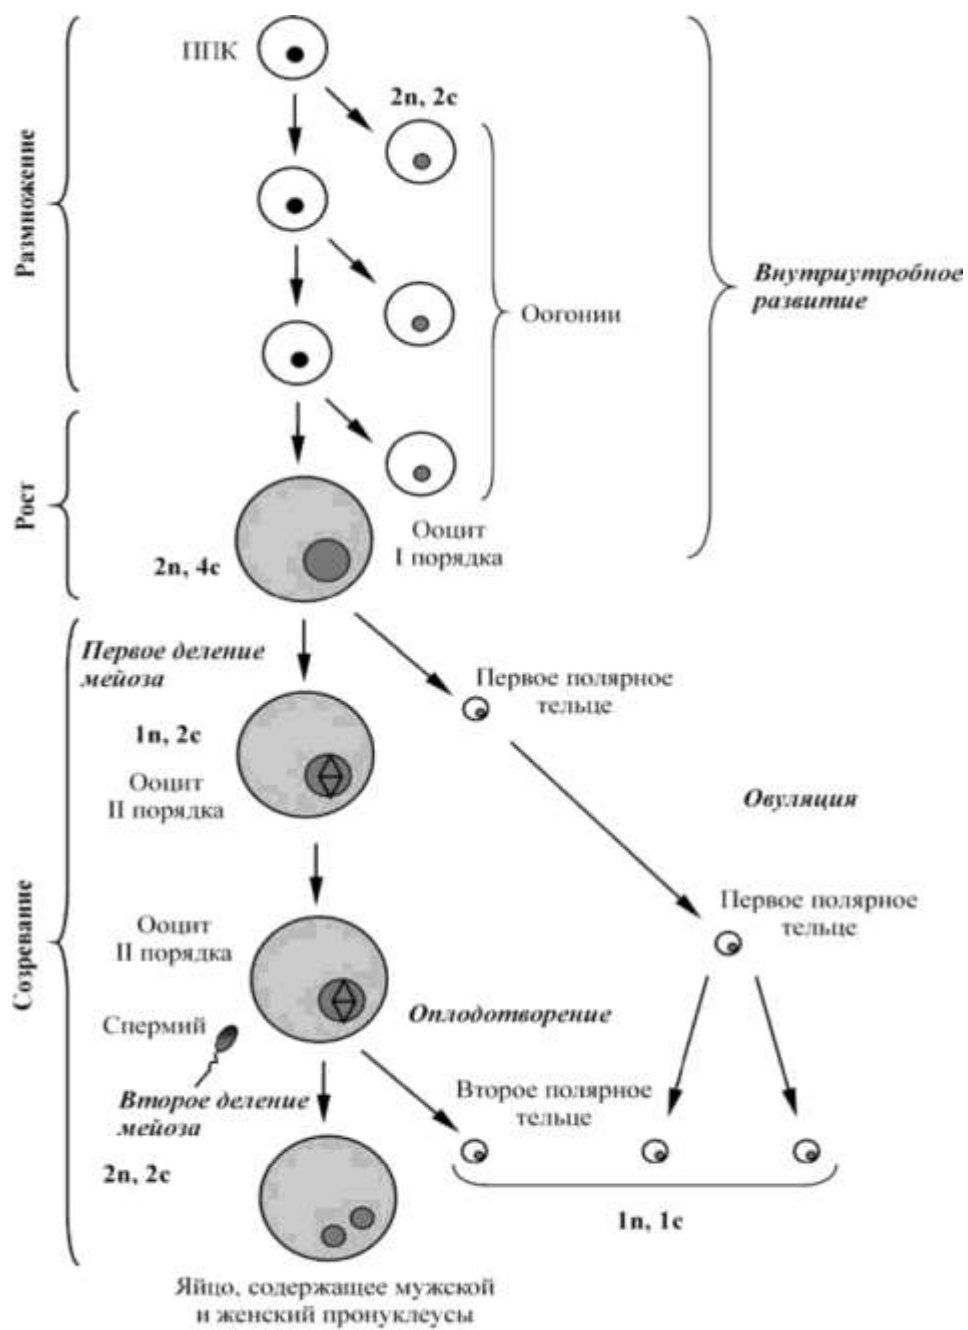 ППК
2n, 2c
Размножение
Внутриутробное
развитие
Оогонии
Рост
Ооцит
I порядка
2n, 4c
Первое деление
мейоза
Первое полярное
тельце
1n, 2c
Ооцит
II порядка
Овуляция
Созревание
Первое полярное
тельце
Ооцит
II порядка
Оплодотворение
Спермий
Второе деление
мейоза
Второе полярное
тельце
2n, 2c
1n, 1c
Яйцо, содержащее мужской
и женский пронуклеусы